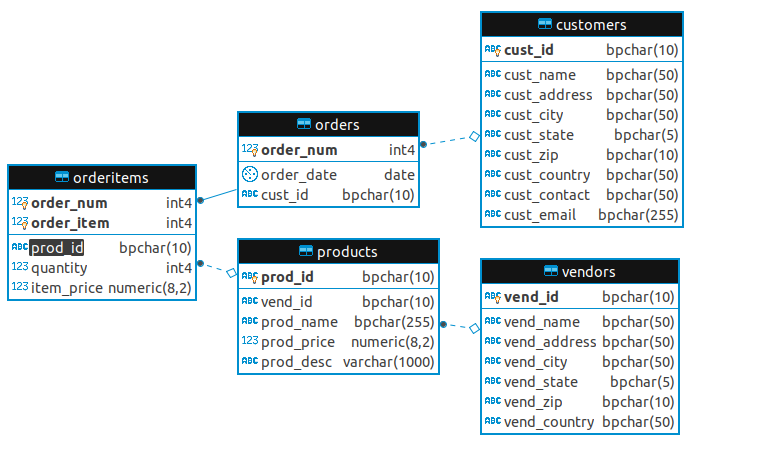 customers
cust_id bpchar(10)
cust_name bpchar(50)
cust_address bpchar(50)
cust_city bpchar(50)
cust_state bpchar(5)
cust_zip bpchar(10)
cust_country bpchar(50)
cust_contact bpchar(50)
cust_email bpchar(255)
orders
order_num int4
order_date date
cust_id bpchar(10)
orderitems
order_num int4
order_item int4
prod_id bpchar(10)
quantity int4
item_price numeric(8,2)
products
prod_id bpchar(10)
vend_id bpchar(10)
prod_name bpchar(255)
prod_price numeric(8,2)
prod_desc varchar(1000)
vendors
vend_id bpchar(10)
vend_name bpchar(50)
vend_address bpchar(50)
vend_city bpchar(50)
vend_state bpchar(5)
vend_zip bpchar(10)
vend_country bpchar(50)